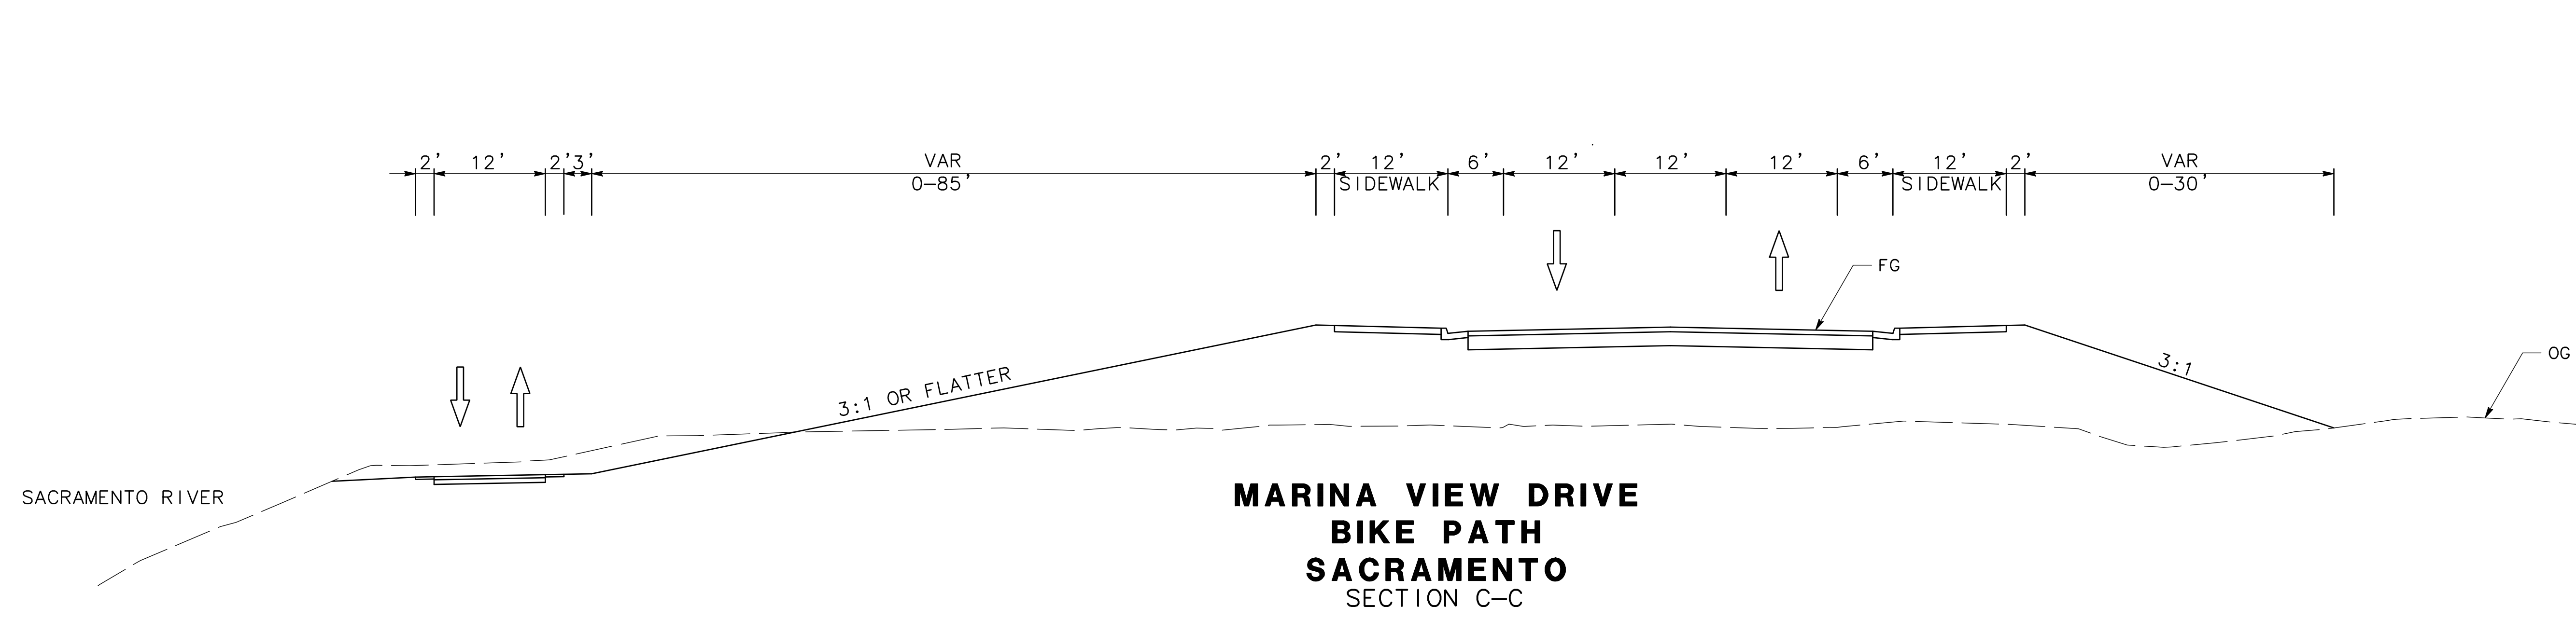 2' 12' 2' 3' VAR 2' 12' 6' 12' 12' 12' 6' 12' 2' VAR
0-85' SIDEWALK SIDEWALK 0-30'
FG
OG
3:1
3:1 OR FLATTER
SACRAMENTO RIVER
MARINA VIEW DRIVE
BIKE PATH
SACRAMENTO
SECTION C-C